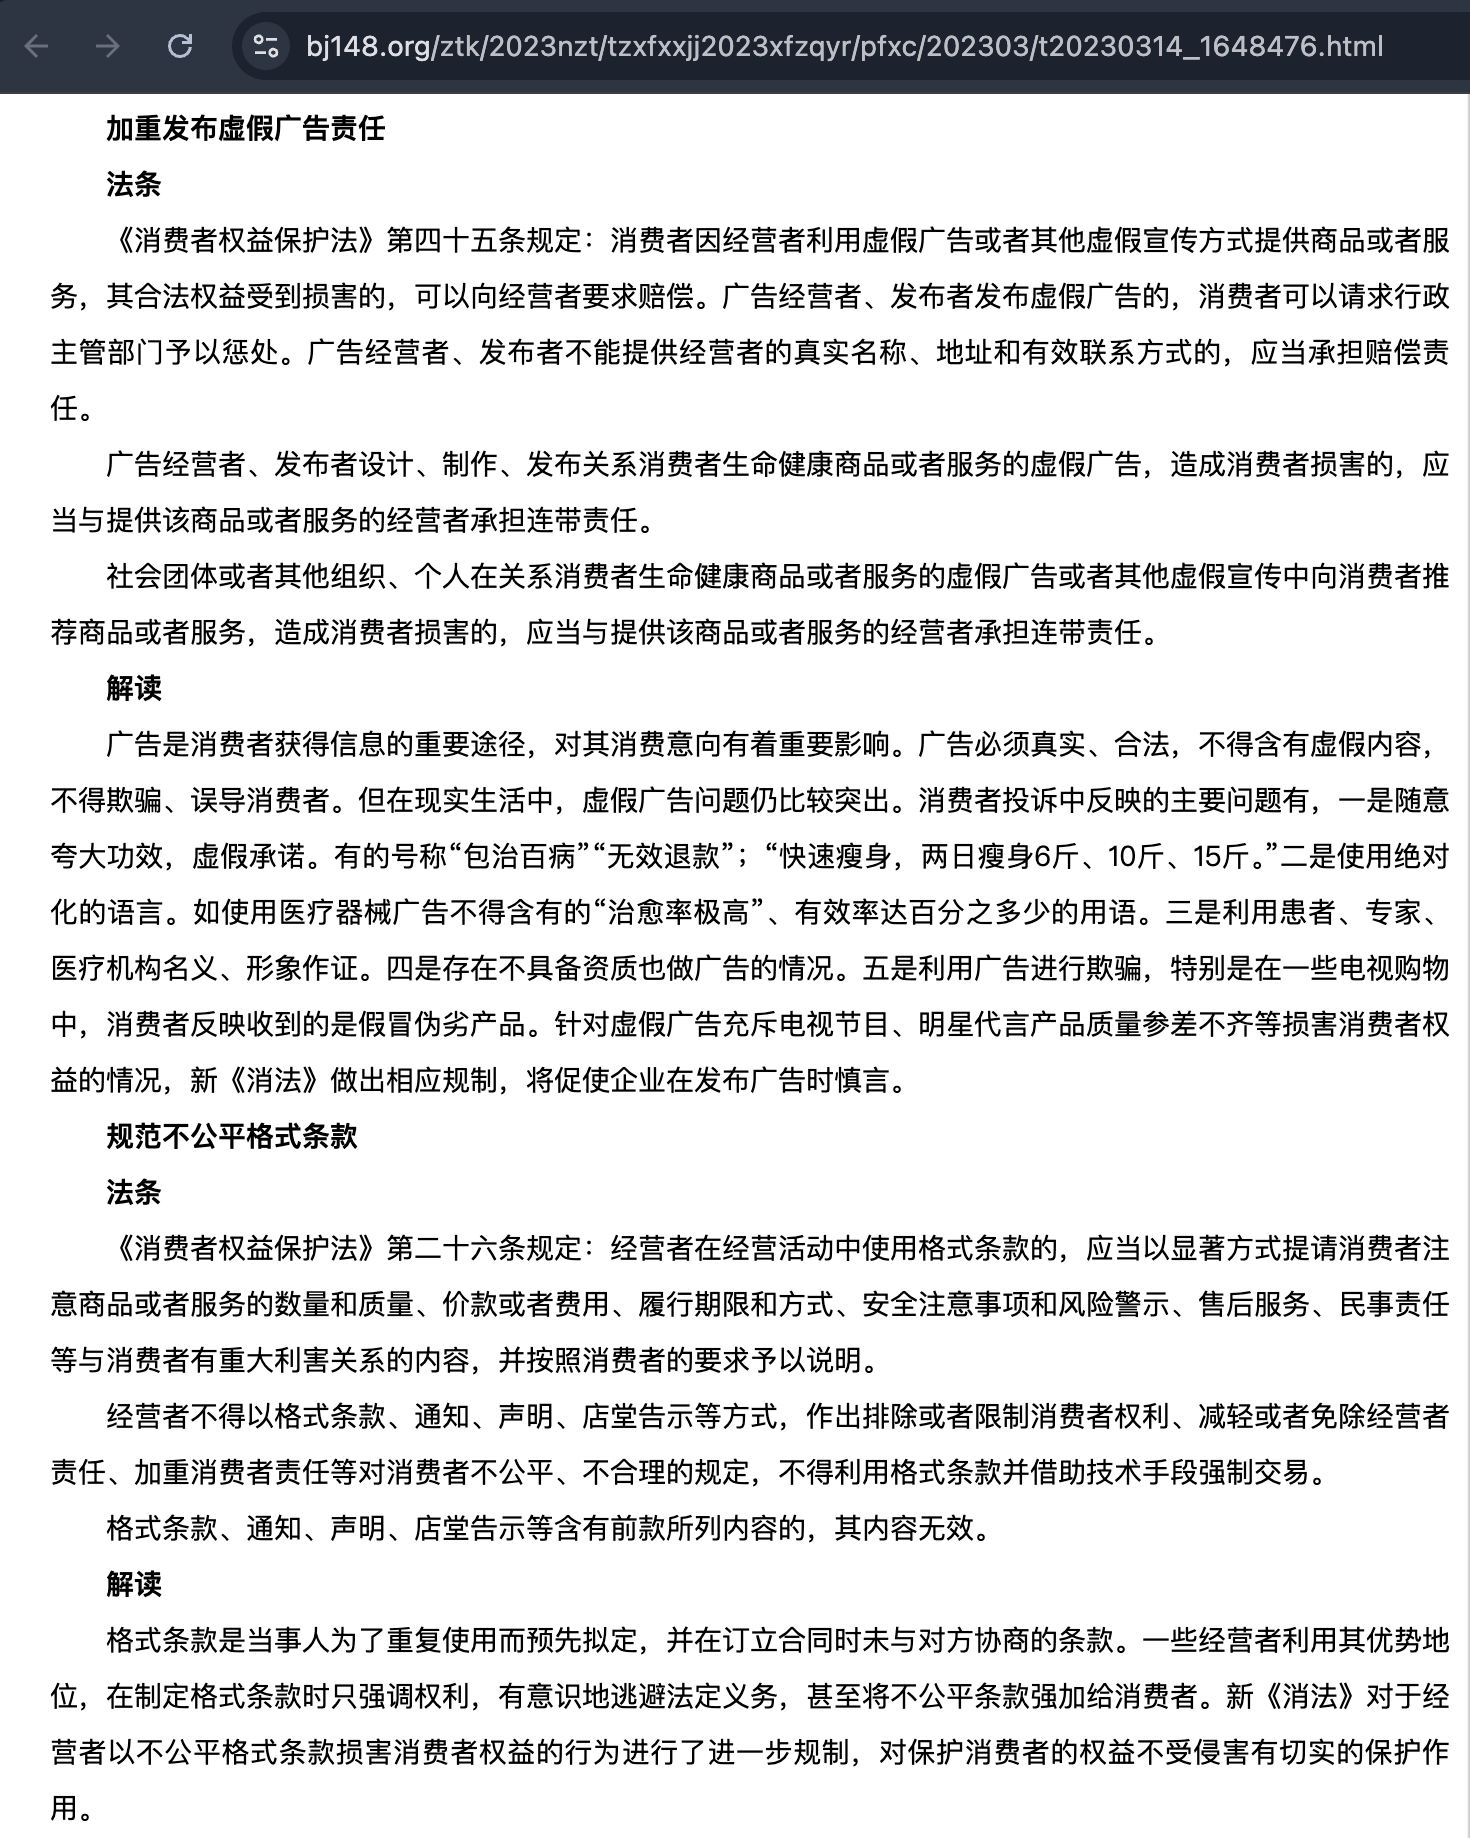 bj148.org/ztk/2023nzt/tzxfxxjj2023xfzqyr/pfxc/202303/t20230314_1648476.html
加重发布虚假广告责任
法条
《消费者权益保护法》第四十五条规定：消费者因经营者利用虚假广告或者其他虚假宣传方式提供商品或者服
务，其合法权益受到损害的，可以向经营者要求赔偿。广告经营者、发布者发布虚假广告的，消费者可以请求行政
主管部门予以惩处。广告经营者、发布者不能提供经营者的真实名称、地址和有效联系方式的，应当承担赔偿责
任。
广告经营者、发布者设计、制作、发布关系消费者生命健康商品或者服务的虚假广告，造成消费者损害的，应
当与提供该商品或者服务的经营者承担连带责任。
社会团体或者其他组织、个人在关系消费者生命健康商品或者服务的虚假广告或者其他虚假宣传中向消费者推
荐商品或者服务，造成消费者损害的，应当与提供该商品或者服务的经营者承担连带责任。
解读
广告是消费者获得信息的重要途径，对其消费意向有着重要影响。广告必须真实、合法，不得含有虚假内容，
不得欺骗、误导消费者。但在现实生活中，虚假广告问题仍比较突出。消费者投诉中反映的主要问题有，一是随意
夸大功效，虚假承诺。有的号称“包治百病”“无效退款”；“快速瘦身，两日瘦身6斤、10斤、15斤。”二是使用绝对
化的语言。如使用医疗器械广告不得含有的“治愈率极高”、有效率达百分之多少的用语。三是利用患者、专家、
医疗机构名义、形象作证。四是存在不具备资质也做广告的情况。五是利用广告进行欺骗，特别是在一些电视购物
中，消费者反映收到的是假冒伪劣产品。针对虚假广告充斥电视节目、明星代言产品质量参差不齐等损害消费者权
益的情况，新《消法》做出相应规制，将促使企业在发布广告时慎言。
规范不公平格式条款
法条
《消费者权益保护法》第二十六条规定：经营者在经营活动中使用格式条款的，应当以显著方式提请消费者注
意商品或者服务的数量和质量、价款或者费用、履行期限和方式、安全注意事项和风险警示、售后服务、民事责任
等与消费者有重大利害关系的内容，并按照消费者的要求予以说明。
经营者不得以格式条款、通知、声明、店堂告示等方式，作出排除或者限制消费者权利、减轻或者免除经营者
责任、加重消费者责任等对消费者不公平、不合理的规定，不得利用格式条款并借助技术手段强制交易。
格式条款、通知、声明、店堂告示等含有前款所列内容的，其内容无效。
解读
格式条款是当事人为了重复使用而预先拟定，并在订立合同时未与对方协商的条款。一些经营者利用其优势地
位，在制定格式条款时只强调权利，有意识地逃避法定义务，甚至将不公平条款强加给消费者。新《消法》对于经
营者以不公平格式条款损害消费者权益的行为进行了进一步规制，对保护消费者的权益不受侵害有切实的保护作
用。